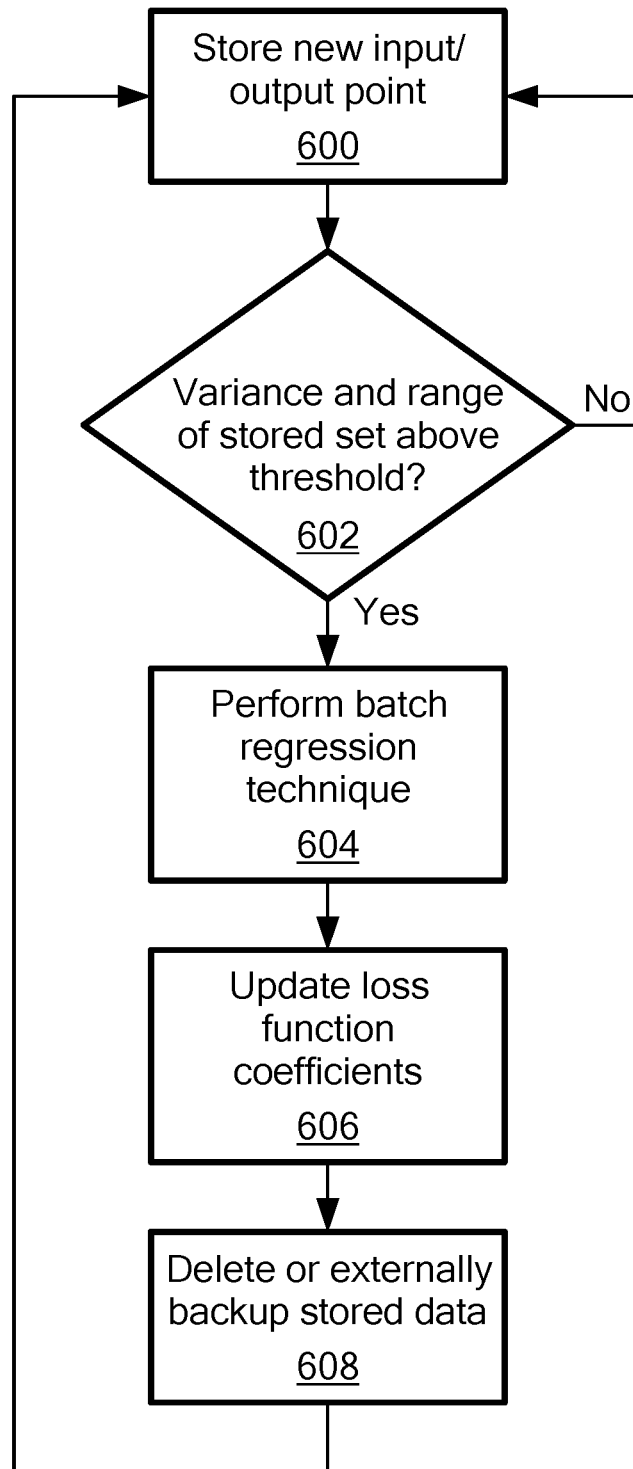 Store new input/
output point
600
Variance and range
of stored set above
threshold?
602
No
Yes
Perform batch
regression
technique
604
Update loss
function
coefficients
606
Delete or externally
backup stored data
608